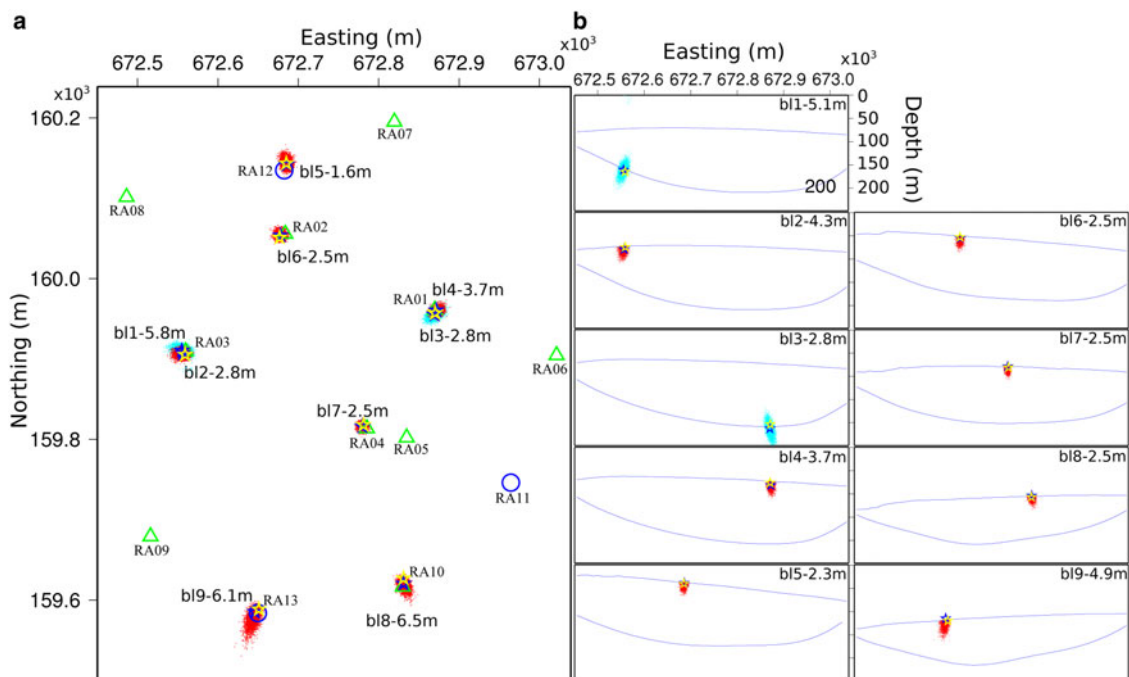 a
b
Easting (m)
x10³
672.5 672.6 672.7 672.8 672.9 673.0
x10³
160.2
160.0
159.8
159.6
Northing (m)
RA07
RA12
bl5-1.6m
RA08
RA02
bl6-2.5m
bl4-3.7m
RA01
bl3-2.8m
bl1-5.8m
RA03
bl2-2.8m
RA06
bl7-2.5m
RA04
RA05
RA11
RA09
RA10
bl9-6.1m
RA13
bl8-6.5m
Easting (m)
x10³
672.5 672.6 672.7 672.8 672.9 673.0
bl1-5.1m
0
50
100
150
200
200
Depth (m)
bl2-4.3m
bl6-2.5m
bl3-2.8m
bl7-2.5m
bl4-3.7m
bl8-2.5m
bl5-2.3m
bl9-4.9m